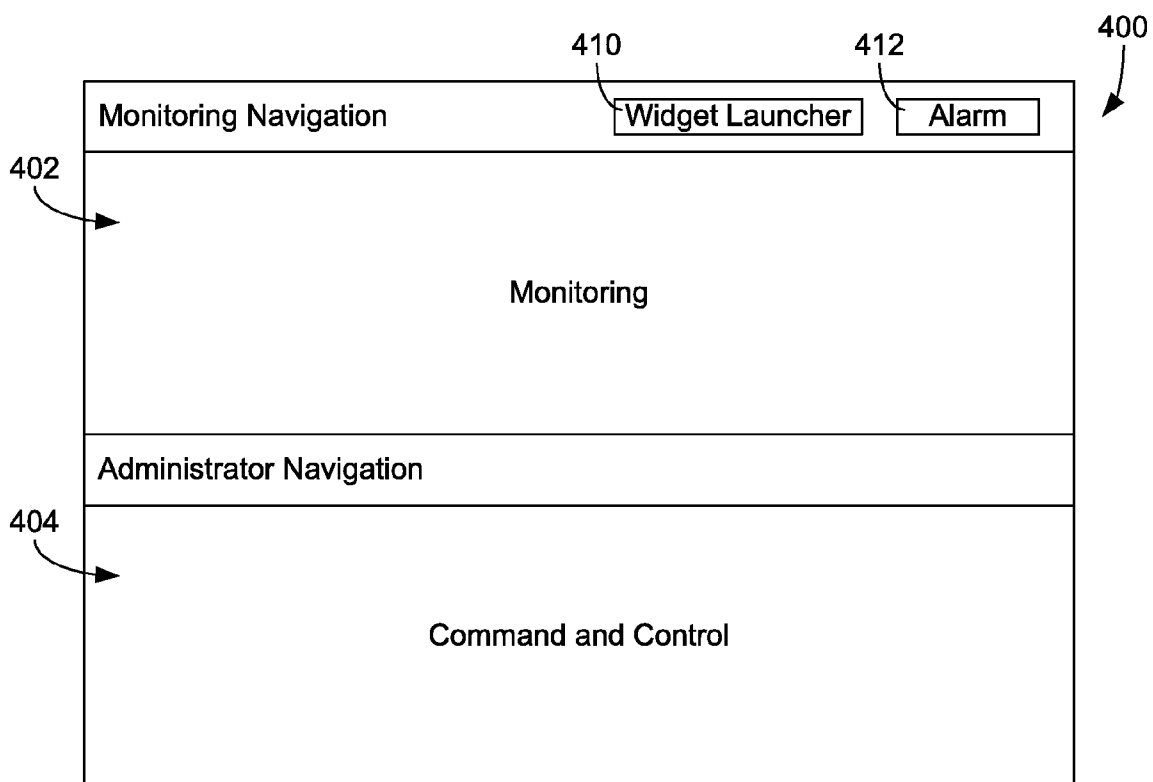 400
410 412
Monitoring Navigation Widget Launcher Alarm
402
Monitoring
Administrator Navigation
404
Command and Control